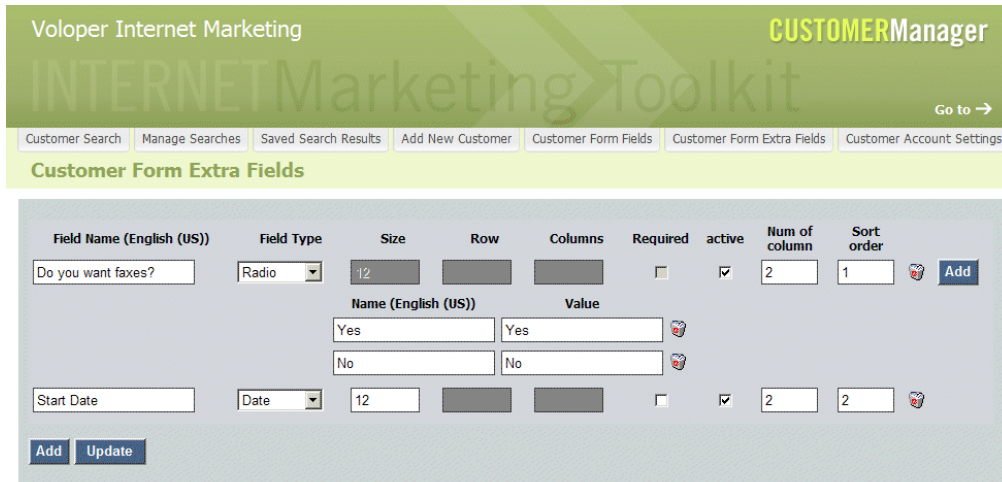 Voloper Internet Marketing
CUSTOMERManager
INTERNETMarketing Toolkit
Go to →
Customer Search Manage Searches Saved Search Results Add New Customer Customer Form Fields Customer Form Extra Fields Customer Account Settings
Customer Form Extra Fields
Field Name (English (US)) Field Type Size Row Columns Required active Num of column Sort order
Do you want faxes? Radio 12 2 1 Add
Name (English (US)) Value
Yes Yes
No No
Start Date Date 12 2 2
Add Update